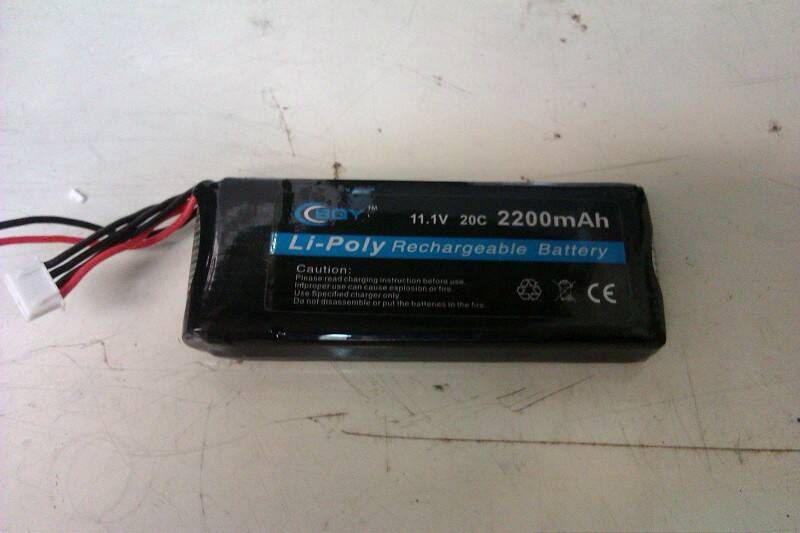 BGY™
11.1V 20C 2200mAh
Li-Poly Rechargeable Battery
Caution:
Please read charging instruction before use.
Improper use can cause explosion or fire.
Use Specified charger only.
Do not disassemble or put the batteries in the fire.
CE